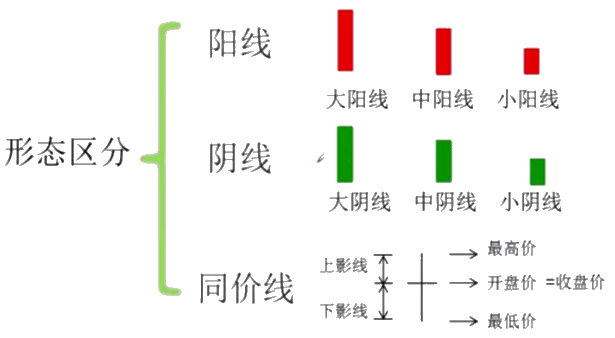 形态区分
阳线
大阳线 中阳线 小阳线
阴线
大阴线 中阴线 小阴线
同价线
上影线
下影线
最高价
开盘价 =收盘价
最低价